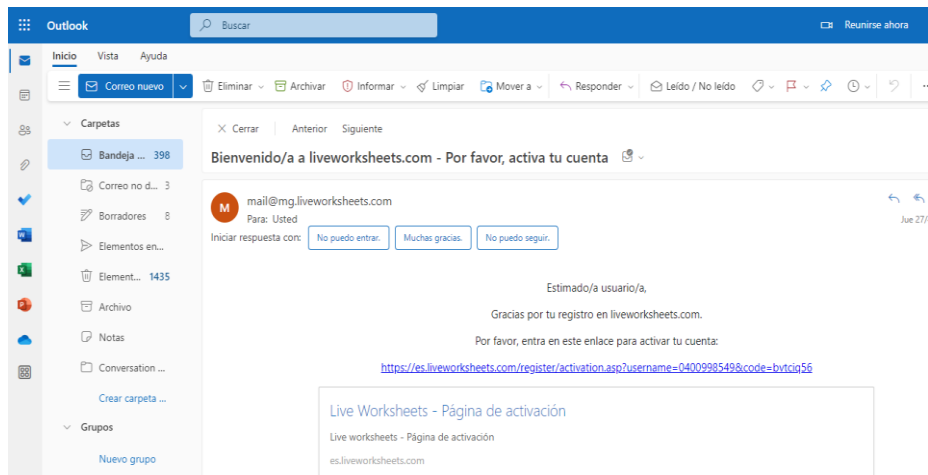 Outlook
Buscar
Reunirse ahora
Inicio Vista Ayuda
Correo nuevo Eliminar Archivar Informar Limpiar Mover a Responder Leído / No leído
Carpetas
Bandeja ... 398
Correo no d... 3
Borradores 8
Elementos en...
Element... 1435
Archivo
Notas
Conversation ...
Crear carpeta ...
Grupos
Nuevo grupo
Cerrar Anterior Siguiente
Bienvenido/a a liveworksheets.com - Por favor, activa tu cuenta
M
mail@mg.liveworksheets.com
Para: Usted
Jue 27/
Iniciar respuesta con: No puedo entrar. Muchas gracias. No puedo seguir.
Estimado/a usuario/a,
Gracias por tu registro en liveworksheets.com.
Por favor, entra en este enlace para activar tu cuenta:
https://es.liveworksheets.com/register/activation.asp?username=0400998549&code=bvtciq56
Live Worksheets - Página de activación
Live worksheets - Página de activación
es.liveworksheets.com